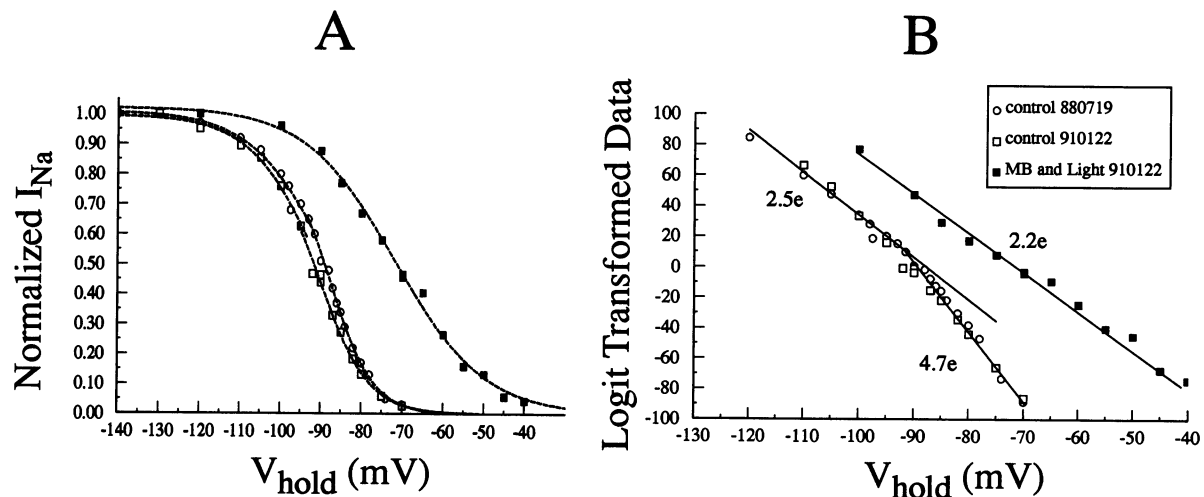 A
Normalized I_Na
1.00
0.90
0.80
0.70
0.60
0.50
0.40
0.30
0.20
0.10
0.00
-140 -130 -120 -110 -100 -90 -80 -70 -60 -50 -40
V_hold (mV)
B
Logit Transformed Data
100
80
60
40
20
0
-20
-40
-60
-80
-100
control 880719
control 910122
MB and Light 910122
2.5e
2.2e
4.7e
-130 -120 -110 -100 -90 -80 -70 -60 -50 -40
V_hold (mV)